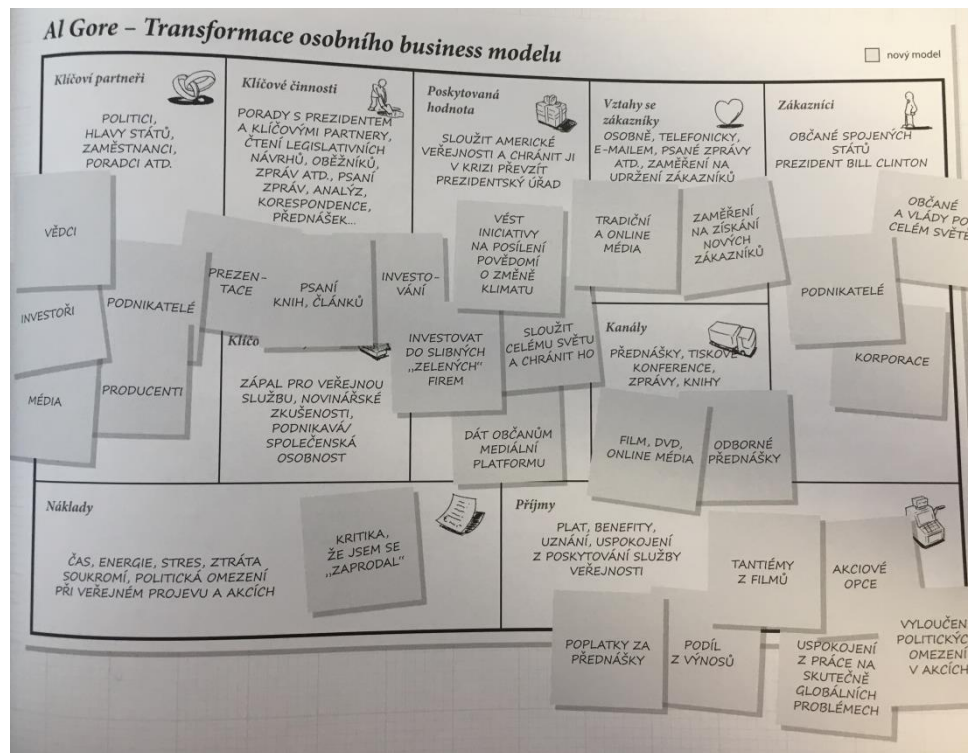 Al Gore – Transformace osobního business modelu
nový model
Klíčoví partneři
POLITICI,
HLAVY STÁTŮ,
ZAMĚSTNANCI,
PORADCI ATD.
VĚDCI
INVESTOŘI
PODNIKATELÉ
MÉDIA
PRODUCENTI
Klíčové činnosti
PORADY S PREZIDENTEM
A KLÍČOVÝMI PARTNERY,
ČTENÍ LEGISLATIVNÍCH
NÁVRHŮ, OBĚŽNÍKŮ,
ZPRÁV ATD., PSANÍ
ZPRÁV, ANALÝZ,
KORESPONDENCE,
PŘEDNÁŠEK...
PREZEN-
TACE
PSANÍ
KNIH, ČLÁNKŮ
INVESTO-
VÁNÍ
Klíčo
ZÁPAL PRO VEŘEJNOU
SLUŽBU, NOVINÁŘSKÉ
ZKUŠENOSTI,
PODNIKAVÁ/
SPOLEČENSKÁ
OSOBNOST
Poskytovaná
hodnota
SLOUŽIT AMERICKÉ
VEŘEJNOSTI A CHRÁNIT JI
V KRIZI PŘEVZÍT
PREZIDENTSKÝ ÚŘAD
VÉST
INICIATIVY
NA POSÍLENÍ
POVĚDOMÍ
O ZMĚNĚ
KLIMATU
INVESTOVAT
DO SLIBNÝCH
„ZELENÝCH“
FIREM
SLOUŽIT
CELÉMU SVĚTU
A CHRÁNIT HO
DÁT OBČANŮM
MEDIÁLNÍ
PLATFORMU
Vztahy se
zákazníky
OSOBNĚ, TELEFONICKY,
E-MAILEM, PSANÉ ZPRÁVY
ATD., ZAMĚŘENÍ NA
UDRŽENÍ ZÁKAZNÍKŮ
TRADIČNÍ
A ONLINE
MÉDIA
ZAMĚŘENÍ
NA ZÍSKÁNÍ
NOVÝCH
ZÁKAZNÍKŮ
Kanály
PŘEDNÁŠKY, TISKOVÉ
KONFERENCE,
ZPRÁVY, KNIHY
FILM, DVD,
ONLINE MÉDIA
ODBORNÉ
PŘEDNÁŠKY
Zákazníci
OBČANÉ SPOJENÝCH
STÁTŮ
PREZIDENT BILL CLINTON
OBČANÉ
A VLÁDY PO
CELÉM SVĚTĚ
PODNIKATELÉ
KORPORACE
Náklady
ČAS, ENERGIE, STRES, ZTRÁTA
SOUKROMÍ, POLITICKÁ OMEZENÍ
PŘI VEŘEJNÉM PROJEVU A AKCÍCH
KRITIKA,
ŽE JSEM SE
„ZAPRODAL“
Příjmy
PLAT, BENEFITY,
UZNÁNÍ, USPOKOJENÍ
Z POSKYTOVÁNÍ SLUŽBY
VEŘEJNOSTI
TANTIÉMY
Z FILMŮ
AKCIOVÉ
OPCE
POPLATKY ZA
PŘEDNÁŠKY
PODÍL
Z VÝNOSŮ
USPOKOJENÍ
Z PRÁCE NA
SKUTEČNĚ
GLOBÁLNÍCH
PROBLÉMECH
VYLOUČEN
POLITICKÝC
OMEZENÍ
V AKCÍCH